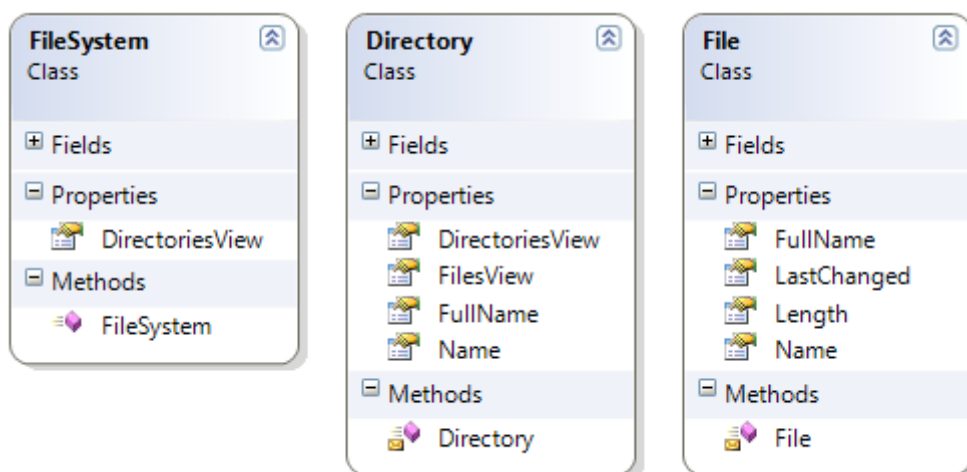 FileSystem
Class
Fields
Properties
DirectoriesView
Methods
FileSystem
Directory
Class
Fields
Properties
DirectoriesView
FilesView
FullName
Name
Methods
Directory
File
Class
Fields
Properties
FullName
LastChanged
Length
Name
Methods
File